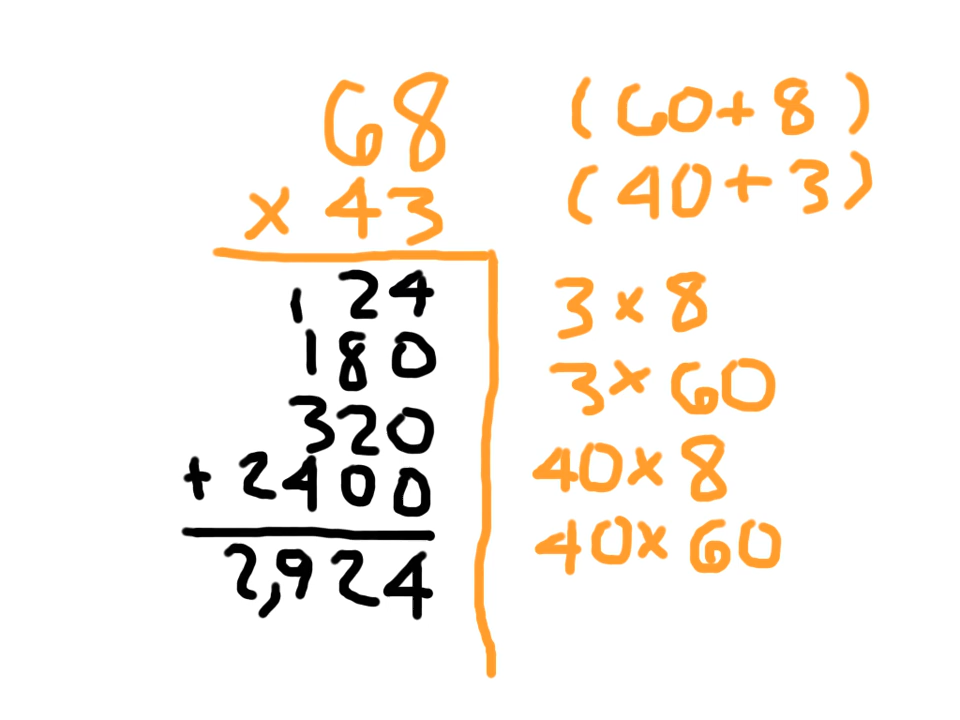 68 (60+8)
x 43 (40+3)
1 24 3 x 8
180 3 x 60
320 40 x 8
+ 2400 40 x 60
2,924